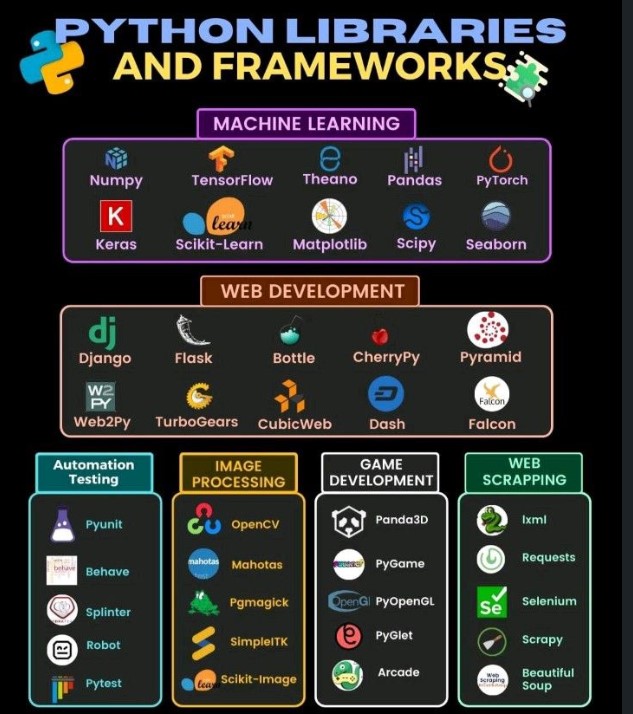 PYTHON LIBRARIES
AND FRAMEWORKS
MACHINE LEARNING
Numpy TensorFlow Theano Pandas PyTorch
K learn
Keras Scikit-Learn Matplotlib Scipy Seaborn
WEB DEVELOPMENT
dj
Django Flask Bottle CherryPy Pyramid
W2PY Falcon
Web2Py TurboGears CubicWeb Dash Falcon
Automation
Testing
Pyunit
behave
Behave
Splinter
Robot
Pytest
IMAGE
PROCESSING
OpenCV
mahotas
Mahotas
Pgmagick
SimpleITK
learn
Scikit-Image
GAME
DEVELOPMENT
Panda3D
PyGame
OpenGL
PyOpenGL
PyGlet
Arcade
WEB
SCRAPPING
lxml
Requests
Se
Selenium
Scrapy
Web
Scraping
Beautiful
Soup